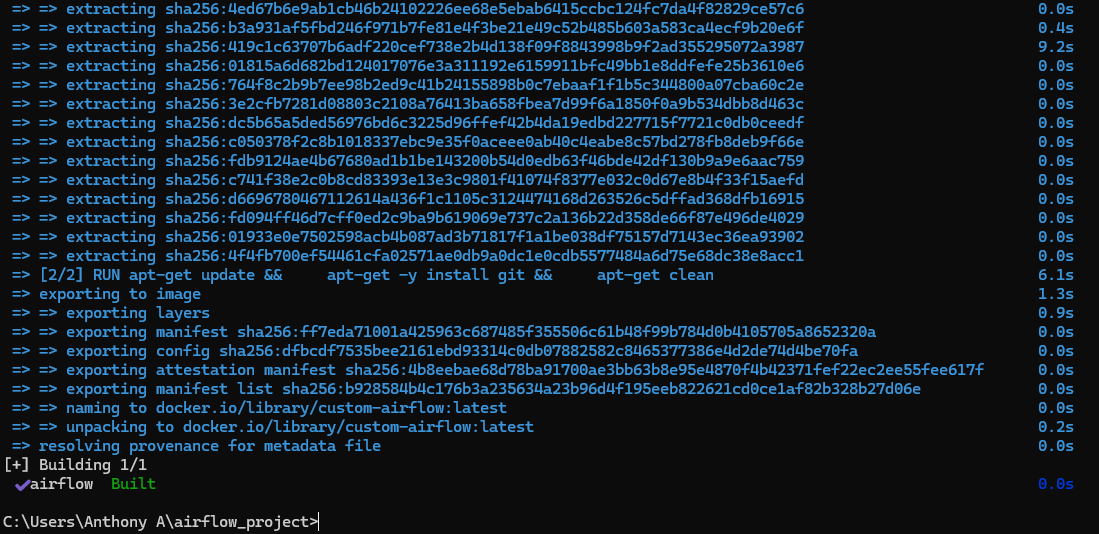 => => extracting sha256:4ed67b6e9ab1cb46b24102226ee68e5ebab6415ccbc124fc7da4f82829ce57c6 0.0s
=> => extracting sha256:b3a931af5fbd246f971b7fe81e4f3be21e49c52b485b603a583ca4ecf9b20e6f 0.4s
=> => extracting sha256:419c1c63707b6adf220cef738e2b4d138f09f8843998b9f2ad355295072a3987 9.2s
=> => extracting sha256:01815a6d682bd124017076e3a311192e6159911bfc49bb1e8ddfefe25b3610e6 0.0s
=> => extracting sha256:764f8c2b9b7ee98b2ed9c41b24155898b0c7ebaaf1f1b5c344800a07cba60c2e 0.0s
=> => extracting sha256:3e2cfb7281d08803c2108a76413ba658fbea7d99f6a1850f0a9b534dbb8d463c 0.0s
=> => extracting sha256:dc5b65a5ded56976bd6c3225d96ffef42b4da19edbd227715f7721c0db0ceedf 0.0s
=> => extracting sha256:c050378f2c8b1018337ebc9e35f0aceee0ab40c4eabe8c57bd278fb8deb9f66e 0.0s
=> => extracting sha256:fdb9124ae4b67680ad1b1be143200b54d0edb63f46bde42df130b9a9e6aac759 0.0s
=> => extracting sha256:c741f38e2c0b8cd83393e13e3c9801f41074f8377e032c0d67e8b4f33f15aefd 0.0s
=> => extracting sha256:d6696780467112614a436f1c1105c3124474168d263526c5dffad368dfb16915 0.0s
=> => extracting sha256:fd094ff46d7cff0ed2c9ba9b619069e737c2a136b22d358de66f87e496de4029 0.0s
=> => extracting sha256:01933e0e7502598acb4b087ad3b71817f1a1be038df75157d7143ec36ea93902 0.0s
=> => extracting sha256:4f4fb700ef54461cfa02571ae0db9a0dc1e0cdb5577484a6d75e68dc38e8acc1 0.0s
=> [2/2] RUN apt-get update &&     apt-get -y install git &&     apt-get clean 6.1s
=> exporting to image 1.3s
=> => exporting layers 0.9s
=> => exporting manifest sha256:ff7eda71001a425963c687485f355506c61b48f99b784d0b4105705a8652320a 0.0s
=> => exporting config sha256:dfbcdf7535bee2161ebd93314c0db07882582c8465377386e4d2de74d4be70fa 0.0s
=> => exporting attestation manifest sha256:4b8eebae68d78ba91700ae3bb63b8e95e4870f4b42371fef22ec2ee55fee617f 0.0s
=> => exporting manifest list sha256:b928584b4c176b3a235634a23b96d4f195eeb822621cd0ce1af82b328b27d06e 0.0s
=> => naming to docker.io/library/custom-airflow:latest 0.0s
=> => unpacking to docker.io/library/custom-airflow:latest 0.2s
=> resolving provenance for metadata file 0.0s
[+] Building 1/1
✔airflow  Built 0.0s
C:\Users\Anthony A\airflow_project>